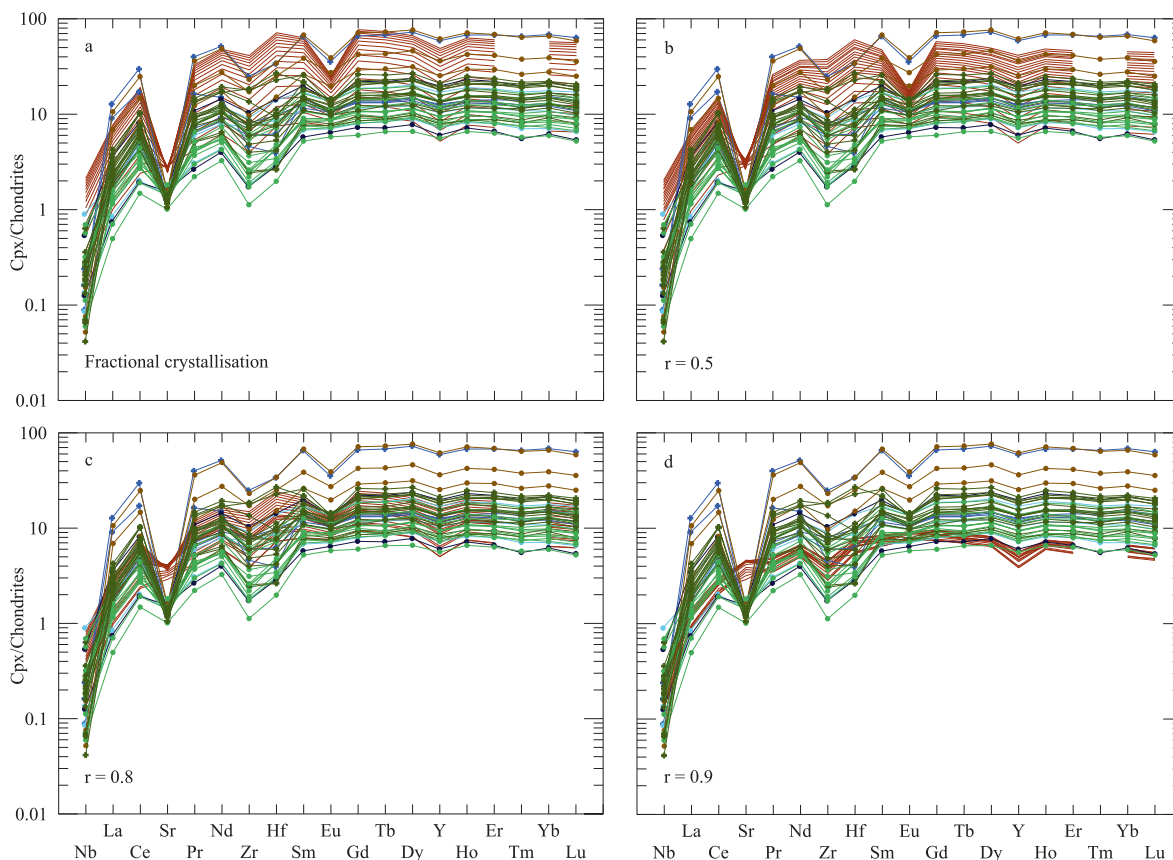 100
10
1
0.1
0.01
Cpx/Chondrites
a
Fractional crystallisation
b
r = 0.5
100
10
1
0.1
0.01
Cpx/Chondrites
c
r = 0.8
d
r = 0.9
La Sr Nd Hf Eu Tb Y Er Yb
Nb Ce Pr Zr Sm Gd Dy Ho Tm Lu
La Sr Nd Hf Eu Tb Y Er Yb
Nb Ce Pr Zr Sm Gd Dy Ho Tm Lu